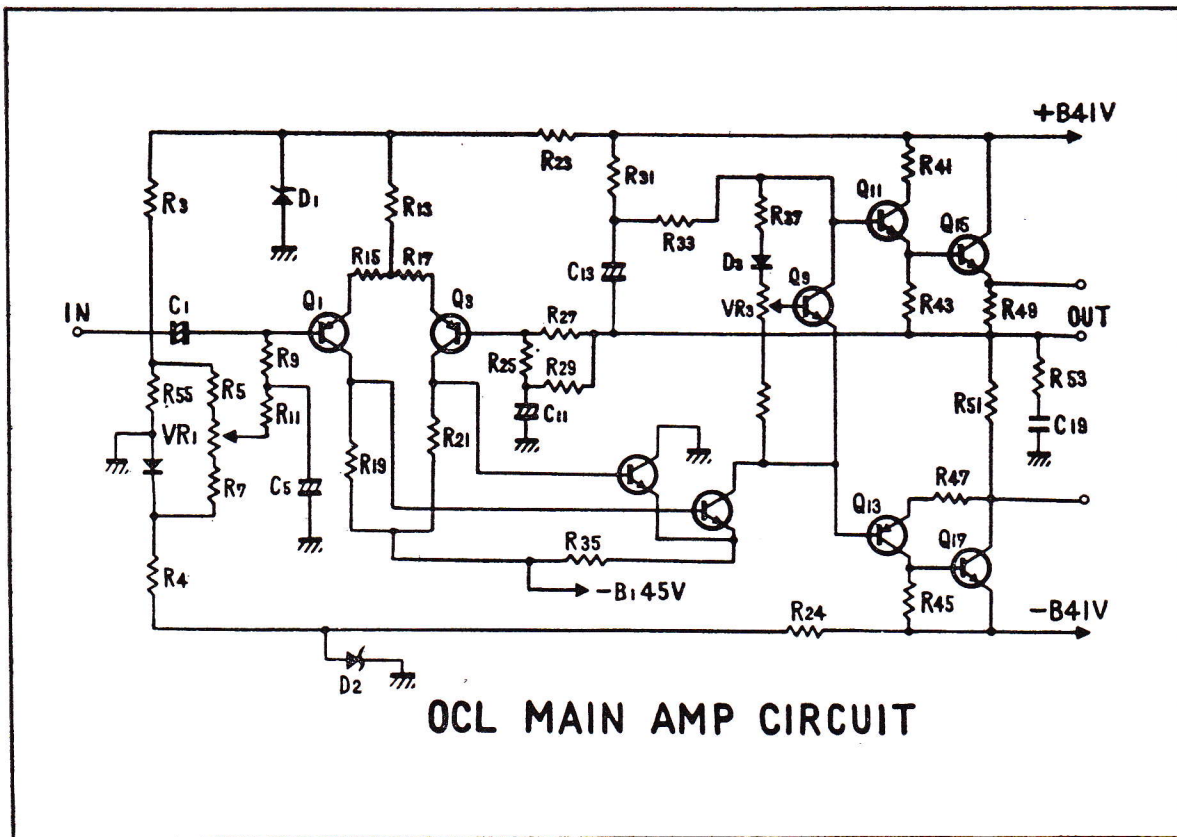 +B41V
R23
R41
R3
D1
R13
R31
Q11
R37
Q15
R33
R15
R17
C13
D3
Q9
IN
C1
Q1
Q3
VR3
R43
R49
OUT
R27
R9
R25
R29
R53
R55
R5
R11
C11
R51
C19
VR1
R21
R19
R7
C5
R47
Q13
Q17
R35
R4
-B145V
R45
R24
-B41V
D2
OCL MAIN AMP CIRCUIT